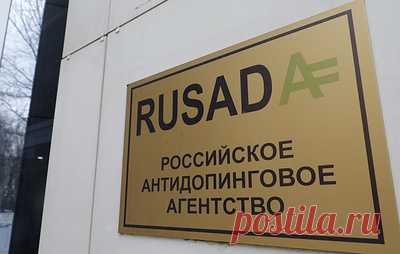 RUSADA
РОССИЙСКОЕ
АНТИДОПИНГОВОЕ
АГЕНТСТВО
postila.ru